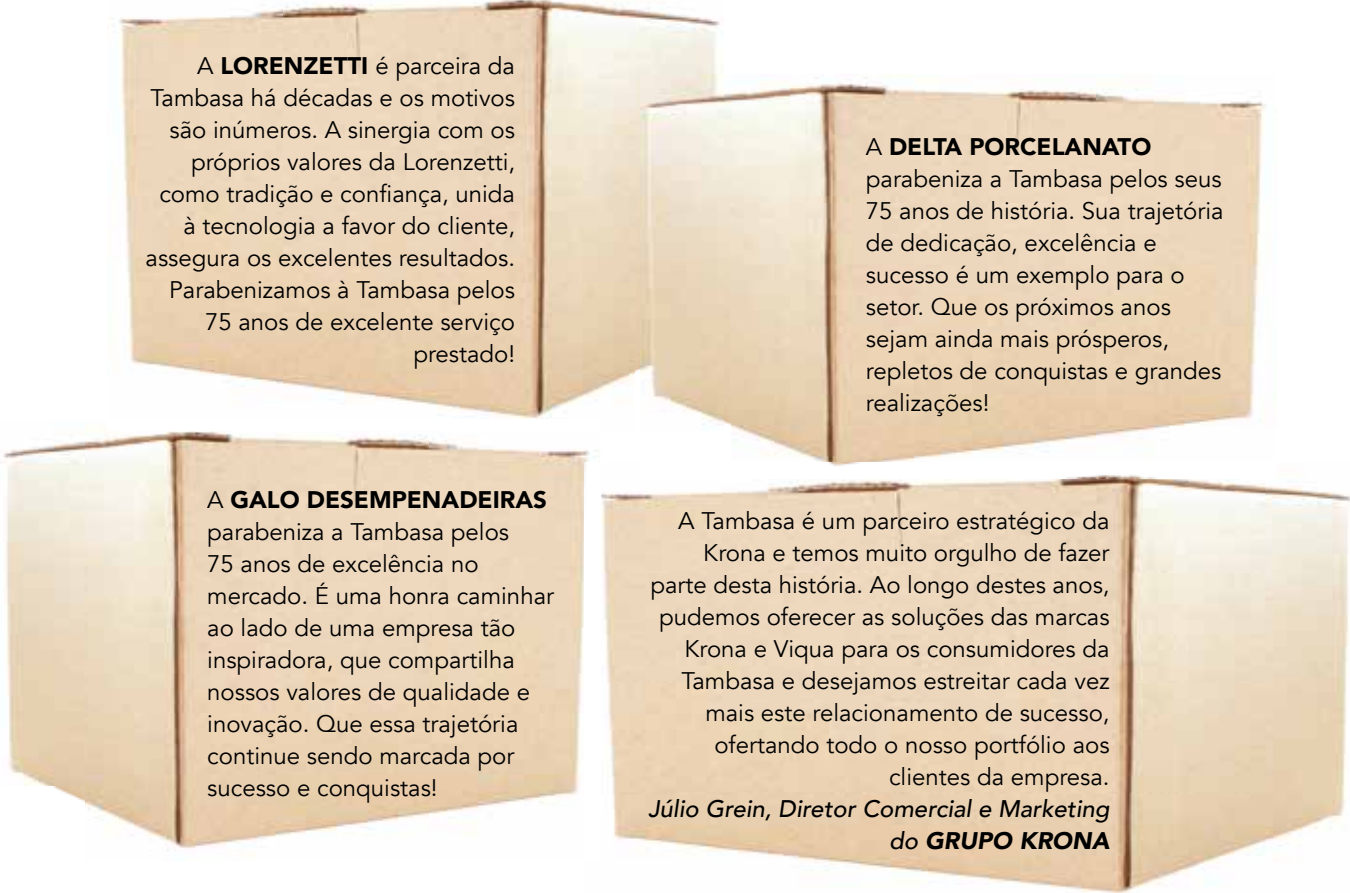 A LORENZETTI é parceira da
Tambasa há décadas e os motivos
são inúmeros. A sinergia com os
próprios valores da Lorenzetti,
como tradição e confiança, unida
à tecnologia a favor do cliente,
assegura os excelentes resultados.
Parabenizamos à Tambasa pelos
75 anos de excelente serviço
prestado!
A DELTA PORCELANATO
parabeniza a Tambasa pelos seus
75 anos de história. Sua trajetória
de dedicação, excelência e
sucesso é um exemplo para o
setor. Que os próximos anos
sejam ainda mais prósperos,
repletos de conquistas e grandes
realizações!
A GALO DESEMPENADEIRAS
parabeniza a Tambasa pelos
75 anos de excelência no
mercado. É uma honra caminhar
ao lado de uma empresa tão
inspiradora, que compartilha
nossos valores de qualidade e
inovação. Que essa trajetória
continue sendo marcada por
sucesso e conquistas!
A Tambasa é um parceiro estratégico da
Krona e temos muito orgulho de fazer
parte desta história. Ao longo destes anos,
pudemos oferecer as soluções das marcas
Krona e Viqua para os consumidores da
Tambasa e desejamos estreitar cada vez
mais este relacionamento de sucesso,
ofertando todo o nosso portfólio aos
clientes da empresa.
Júlio Grein, Diretor Comercial e Marketing
do GRUPO KRONA